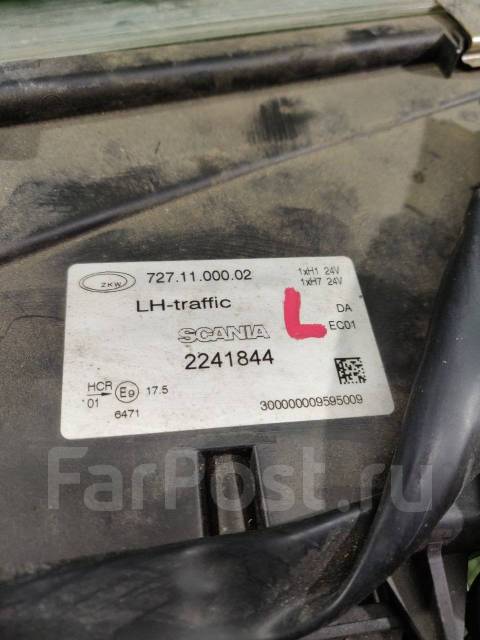 ZKW 727.11.000.02 1xH1 24V
1xH7 24V
LH-traffic L DA
SCANIA EC01
2241844
HCR E9 17.5
01
6471 300000009595009
FarPost.ru